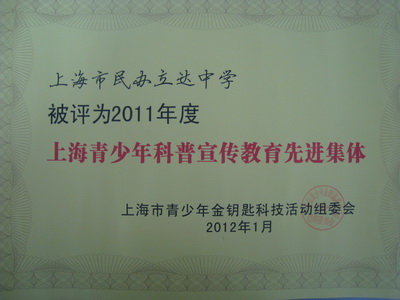 上海市民办立达中学
被评为2011年度
上海青少年科普宣传教育先进集体
上海市青少年金钥匙科技活动组委会
2012年1月